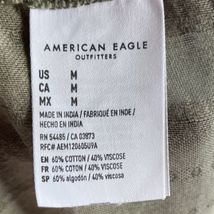 AMERICAN EAGLE
OUTFITTERS
US M
CA M
MX M
MADE IN INDIA / FABRIQUÉ EN INDE /
HECHO EN INDIA
RN 54485 / CA 03873
RFC# AEM120605U9A
EN 60% COTTON / 40% VISCOSE
FR 60% COTON / 40% VISCOSE
SP 60% algodón / 40% viscosa